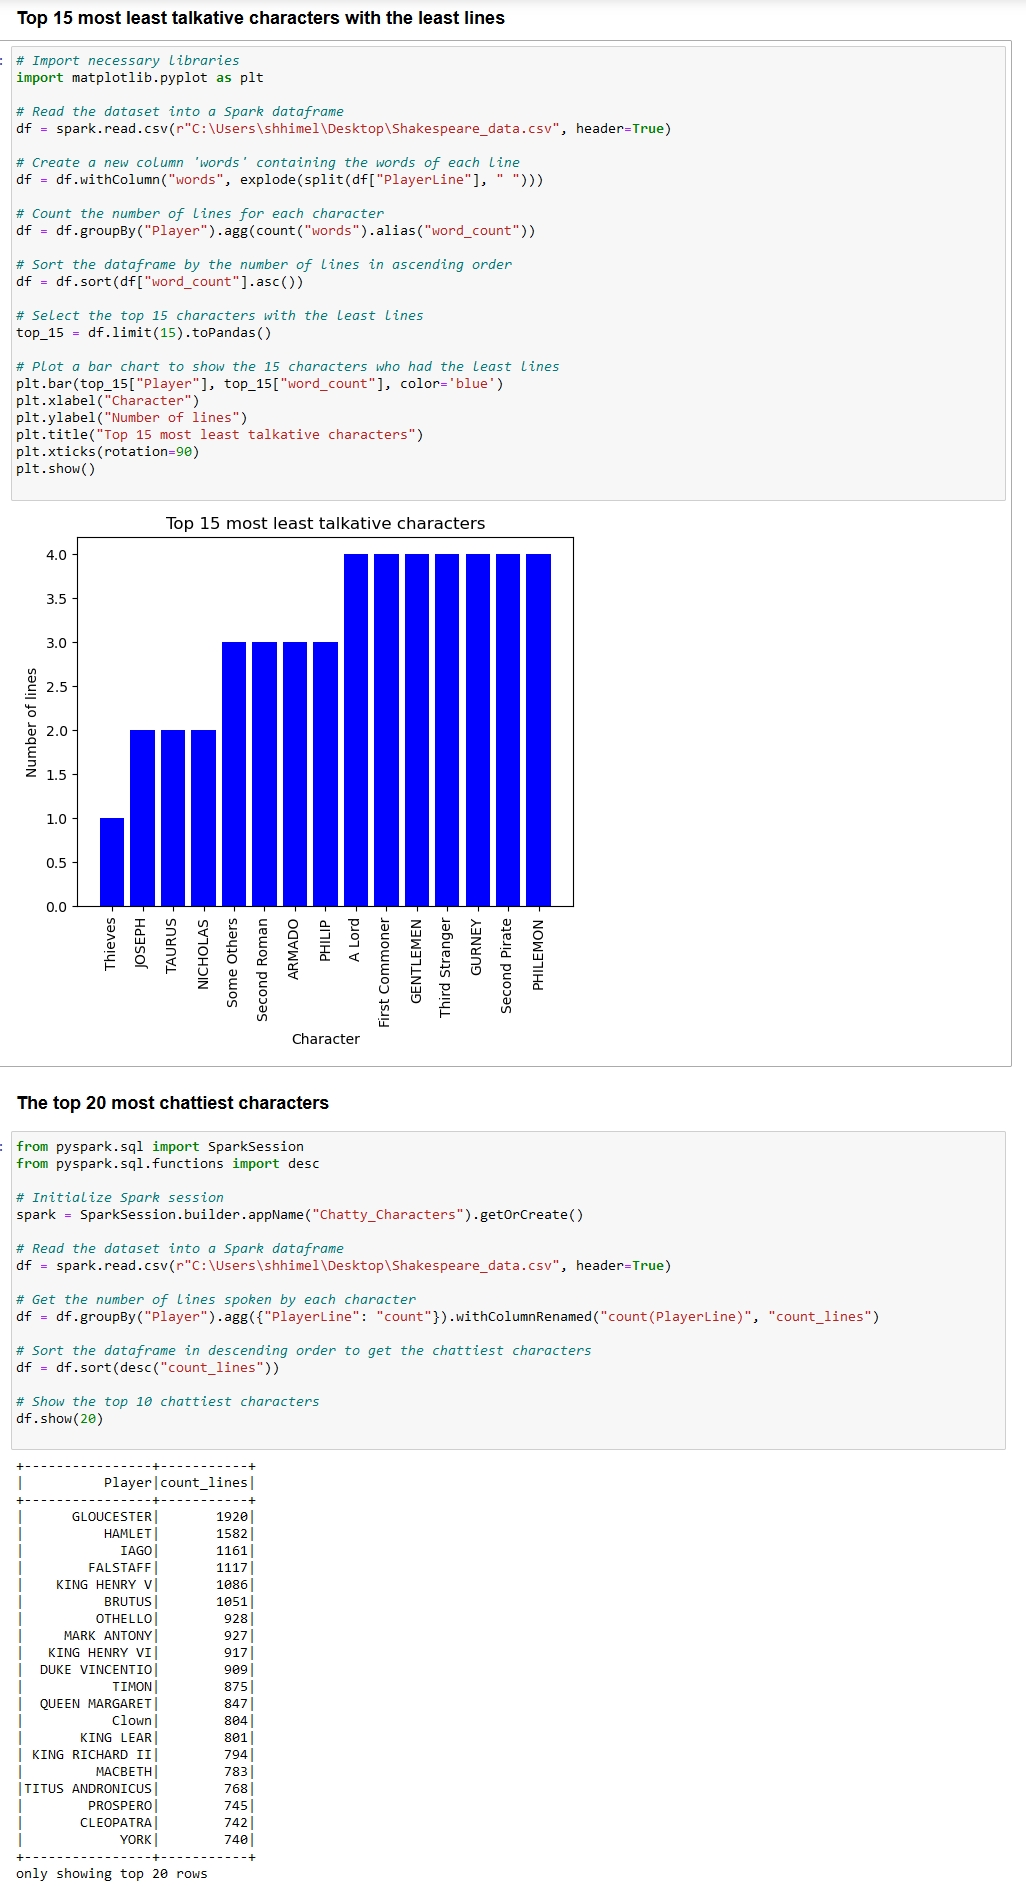 Top 15 most least talkative characters with the least lines
:
# Import necessary libraries
import matplotlib.pyplot as plt
# Read the dataset into a Spark dataframe
df = spark.read.csv(r"C:\Users\shhimel\Desktop\Shakespeare_data.csv", header=True)
# Create a new column 'words' containing the words of each line
df = df.withColumn("words", explode(split(df["PlayerLine"], " ")))
# Count the number of lines for each character
df = df.groupBy("Player").agg(count("words").alias("word_count"))
# Sort the dataframe by the number of lines in ascending order
df = df.sort(df["word_count"].asc())
# Select the top 15 characters with the least lines
top_15 = df.limit(15).toPandas()
# Plot a bar chart to show the 15 characters who had the least lines
plt.bar(top_15["Player"], top_15["word_count"], color='blue')
plt.xlabel("Character")
plt.ylabel("Number of lines")
plt.title("Top 15 most least talkative characters")
plt.xticks(rotation=90)
plt.show()
Top 15 most least talkative characters
4.0
3.5
3.0
2.5
2.0
1.5
1.0
0.5
0.0
Number of lines
Thieves
JOSEPH
TAURUS
NICHOLAS
Some Others
Second Roman
ARMADO
PHILIP
A Lord
First Commoner
GENTLEMEN
Third Stranger
GURNEY
Second Pirate
PHILEMON
Character
The top 20 most chattiest characters
:
from pyspark.sql import SparkSession
from pyspark.sql.functions import desc
# Initialize Spark session
spark = SparkSession.builder.appName("Chatty_Characters").getOrCreate()
# Read the dataset into a Spark dataframe
df = spark.read.csv(r"C:\Users\shhimel\Desktop\Shakespeare_data.csv", header=True)
# Get the number of lines spoken by each character
df = df.groupBy("Player").agg({"PlayerLine": "count"}).withColumnRenamed("count(PlayerLine)", "count_lines")
# Sort the dataframe in descending order to get the chattiest characters
df = df.sort(desc("count_lines"))
# Show the top 10 chattiest characters
df.show(20)
+----------------+-----------+
|          Player|count_lines|
+----------------+-----------+
|      GLOUCESTER|       1920|
|          HAMLET|       1582|
|            IAGO|       1161|
|        FALSTAFF|       1117|
|    KING HENRY V|       1086|
|          BRUTUS|       1051|
|         OTHELLO|        928|
|     MARK ANTONY|        927|
|   KING HENRY VI|        917|
|  DUKE VINCENTIO|        909|
|           TIMON|        875|
|  QUEEN MARGARET|        847|
|           Clown|        804|
|       KING LEAR|        801|
| KING RICHARD II|        794|
|         MACBETH|        783|
|TITUS ANDRONICUS|        768|
|        PROSPERO|        745|
|       CLEOPATRA|        742|
|            YORK|        740|
+----------------+-----------+
only showing top 20 rows